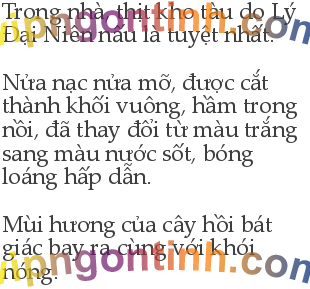 Trong nhà, thịt kho tàu do Lý
Đại Niên nấu là tuyệt nhất.
Nửa nạc nửa mỡ, được cắt
thành khối vuông, hầm trong
nồi, đã thay đổi từ màu trắng
sang màu nước sốt, bóng
loáng hấp dẫn.
Mùi hương của cây hồi bát
giác bay ra cùng với khói
nóng.